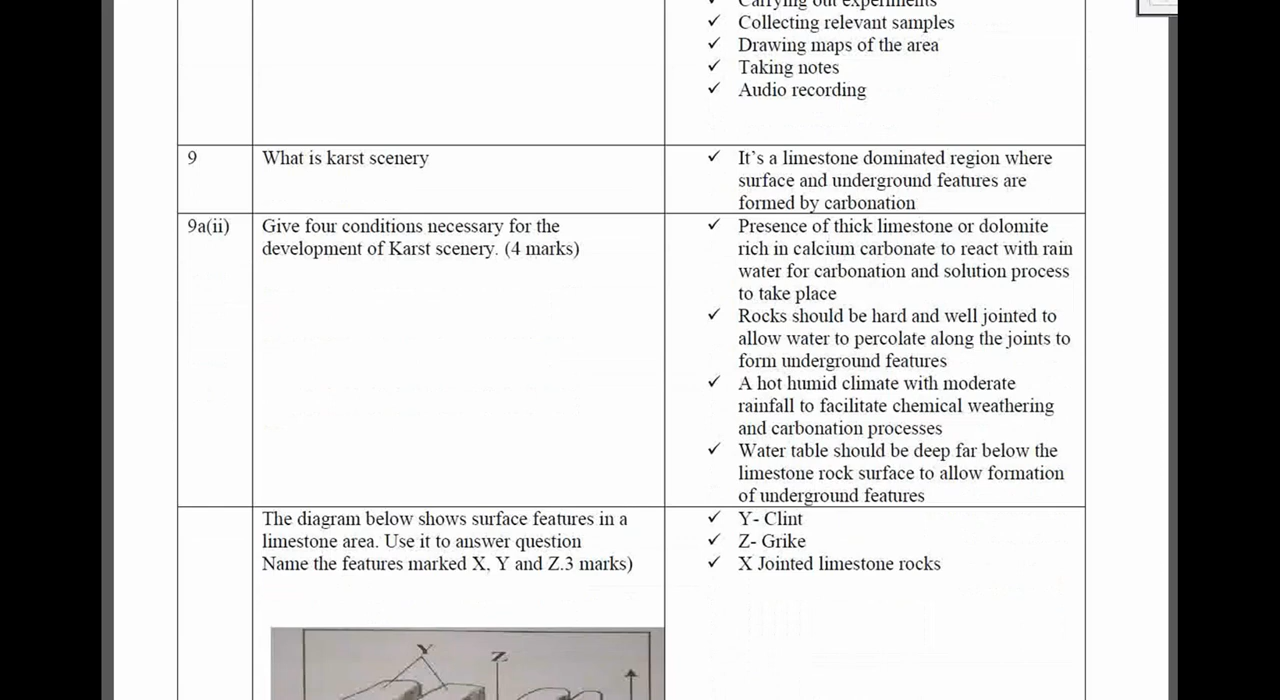 Carrying out experiments
✓ Collecting relevant samples
✓ Drawing maps of the area
✓ Taking notes
✓ Audio recording
9
What is karst scenery
✓ It's a limestone dominated region where
surface and underground features are
formed by carbonation
9a(ii)
Give four conditions necessary for the
development of Karst scenery. (4 marks)
✓ Presence of thick limestone or dolomite
rich in calcium carbonate to react with rain
water for carbonation and solution process
to take place
✓ Rocks should be hard and well jointed to
allow water to percolate along the joints to
form underground features
✓ A hot humid climate with moderate
rainfall to facilitate chemical weathering
and carbonation processes
✓ Water table should be deep far below the
limestone rock surface to allow formation
of underground features
The diagram below shows surface features in a
limestone area. Use it to answer question
Name the features marked X, Y and Z.3 marks)
✓ Y- Clint
✓ Z- Grike
✓ X Jointed limestone rocks
Y
Z